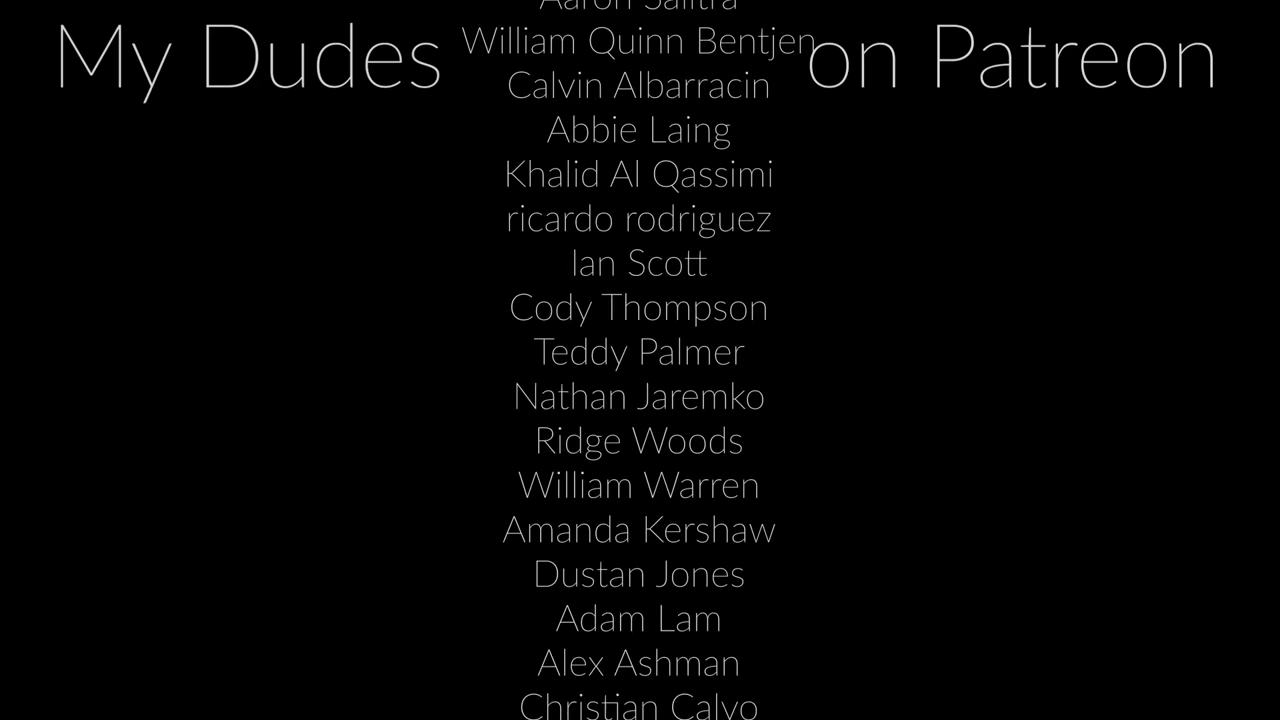 My Dudes on Patreon
William Quinn Bentjen
Calvin Albarracin
Abbie Laing
Khalid Al Qassimi
ricardo rodriguez
Ian Scott
Cody Thompson
Teddy Palmer
Nathan Jaremko
Ridge Woods
William Warren
Amanda Kershaw
Dustan Jones
Adam Lam
Alex Ashman
Christian Calvo